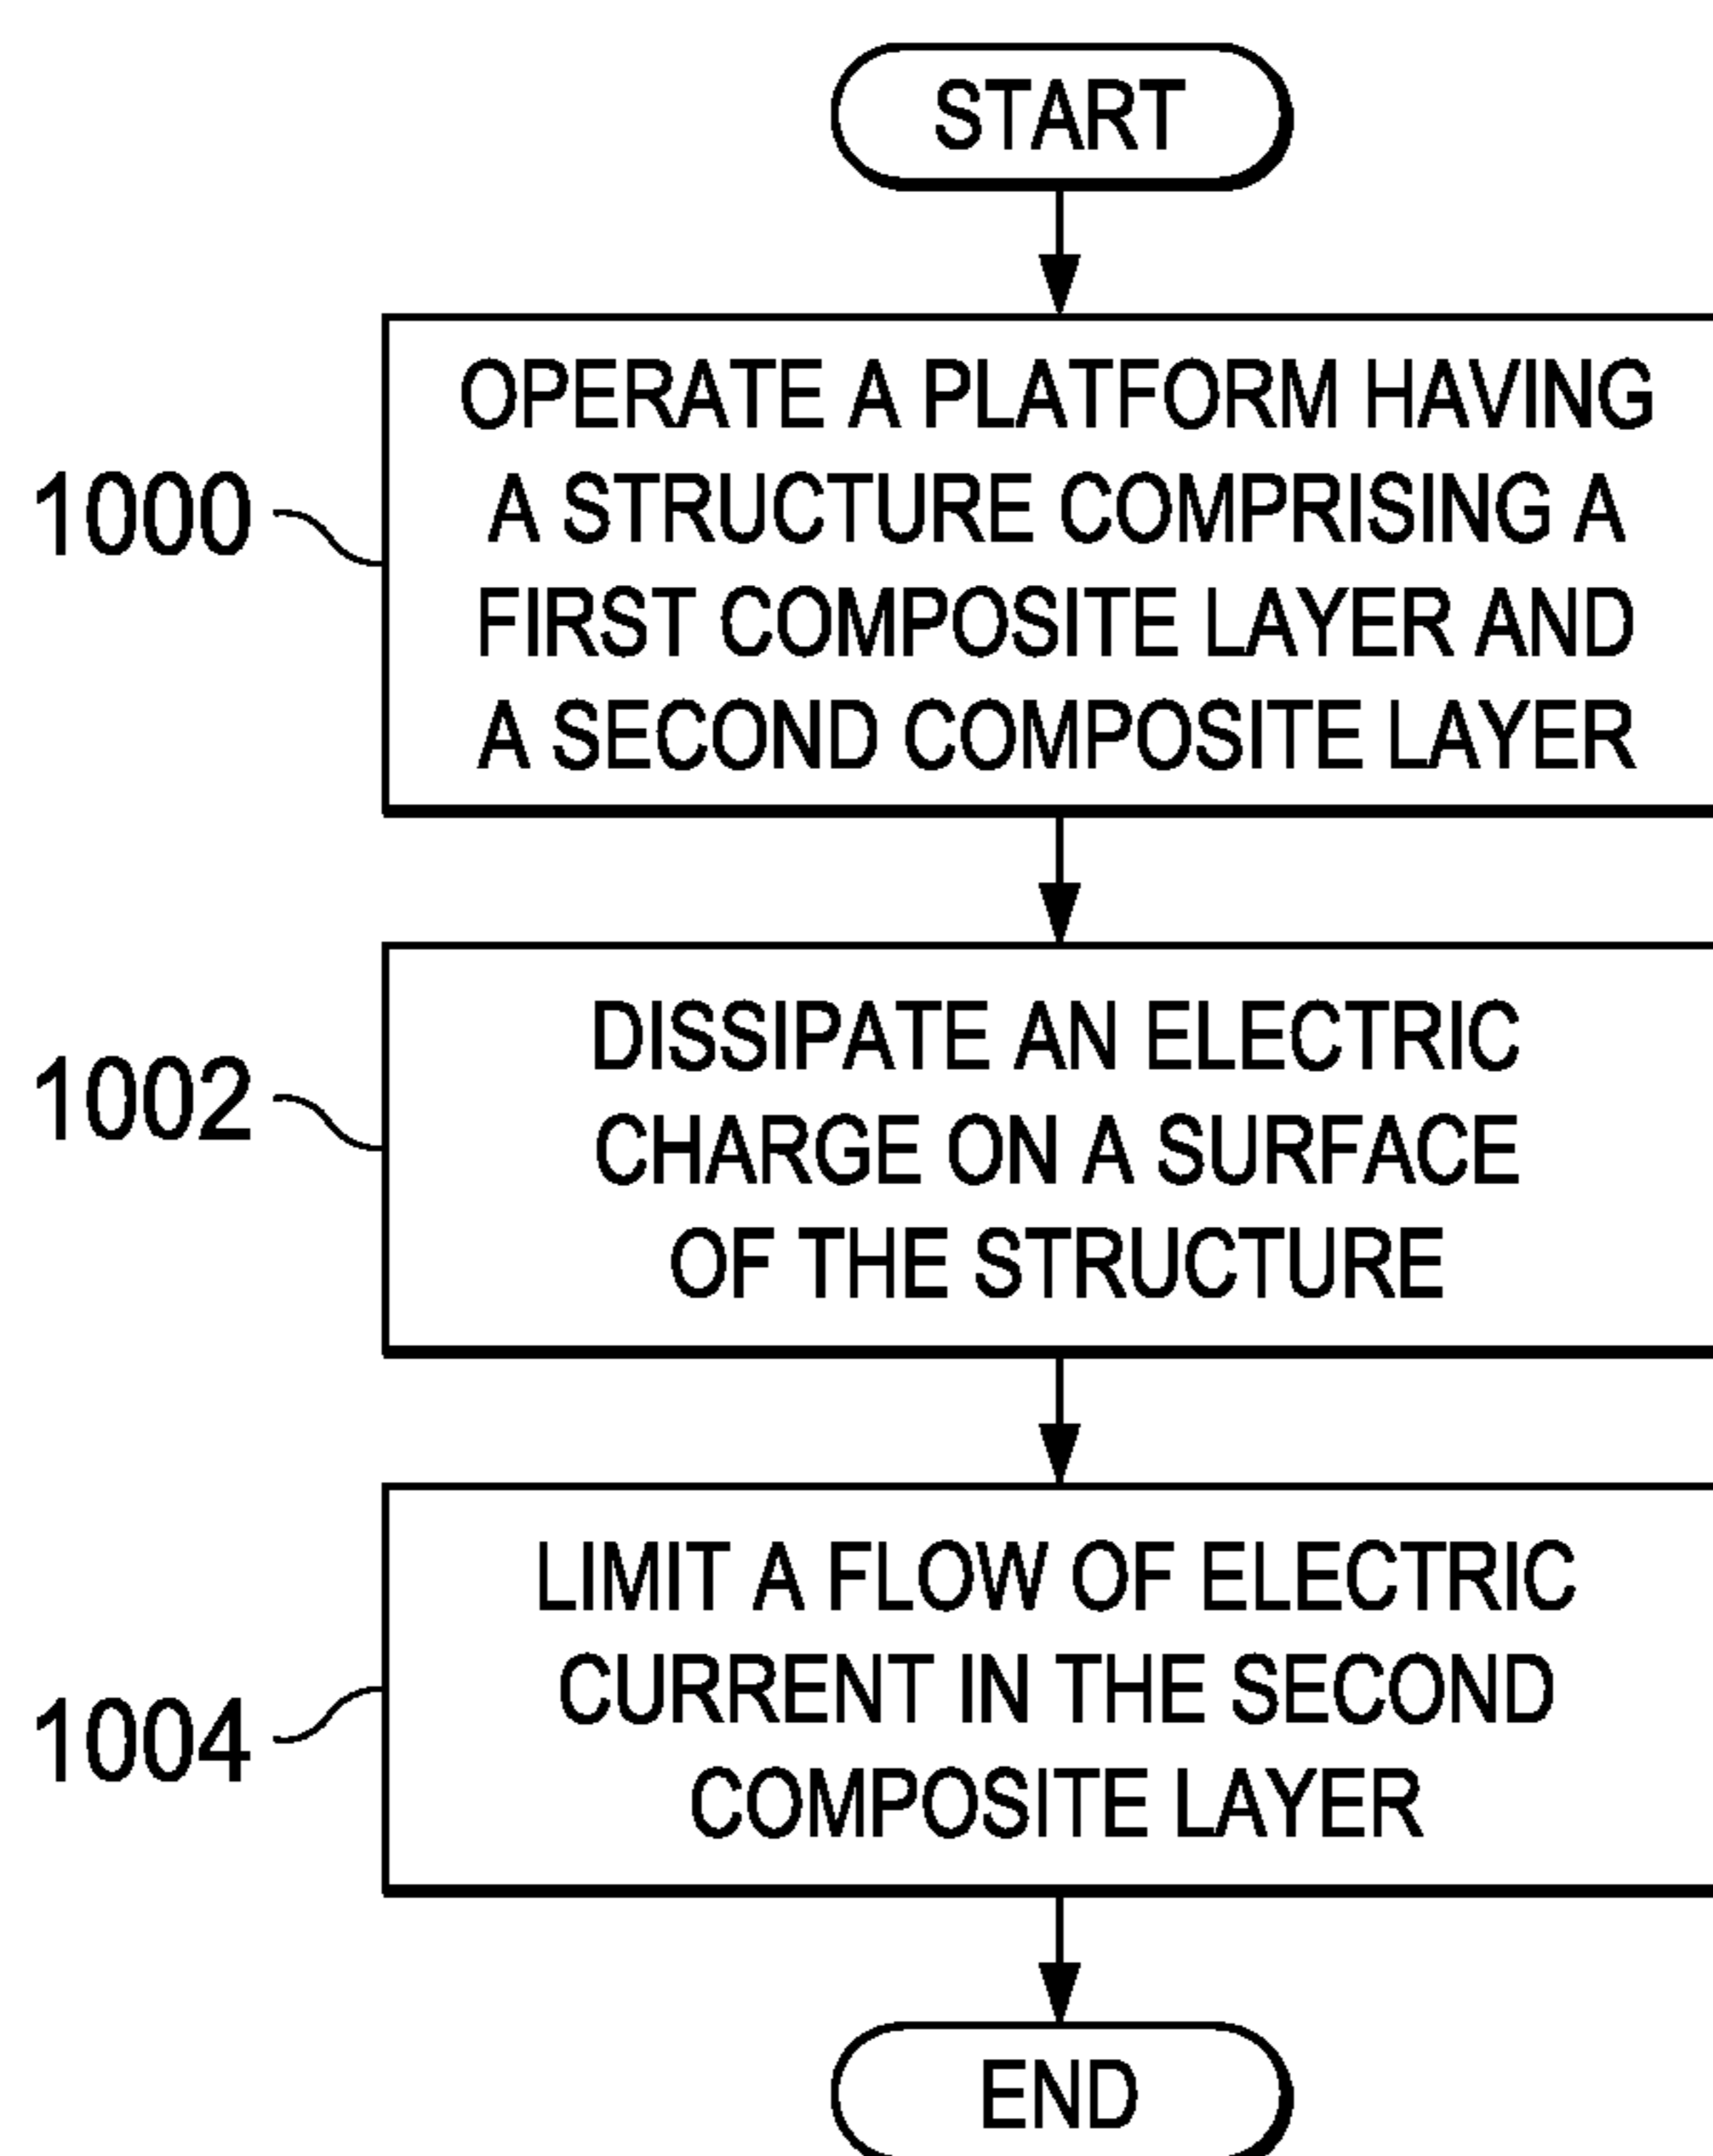 START
OPERATE A PLATFORM HAVING
A STRUCTURE COMPRISING A
FIRST COMPOSITE LAYER AND
A SECOND COMPOSITE LAYER
1000
DISSIPATE AN ELECTRIC
CHARGE ON A SURFACE
OF THE STRUCTURE
1002
LIMIT A FLOW OF ELECTRIC
CURRENT IN THE SECOND
COMPOSITE LAYER
1004
END